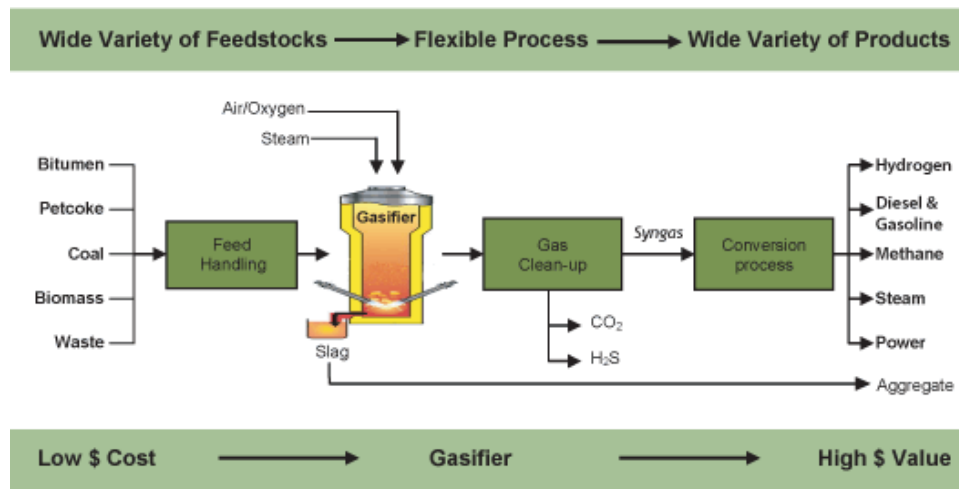 Wide Variety of Feedstocks Flexible Process Wide Variety of Products
Air/Oxygen
Steam
Bitumen
Petcoke
Coal
Biomass
Waste
Feed
Handling
Gasifier
Slag
Gas
Clean-up
CO₂
H₂S
Syngas
Conversion
process
Hydrogen
Diesel &
Gasoline
Methane
Steam
Power
Aggregate
Low $ Cost Gasifier High $ Value